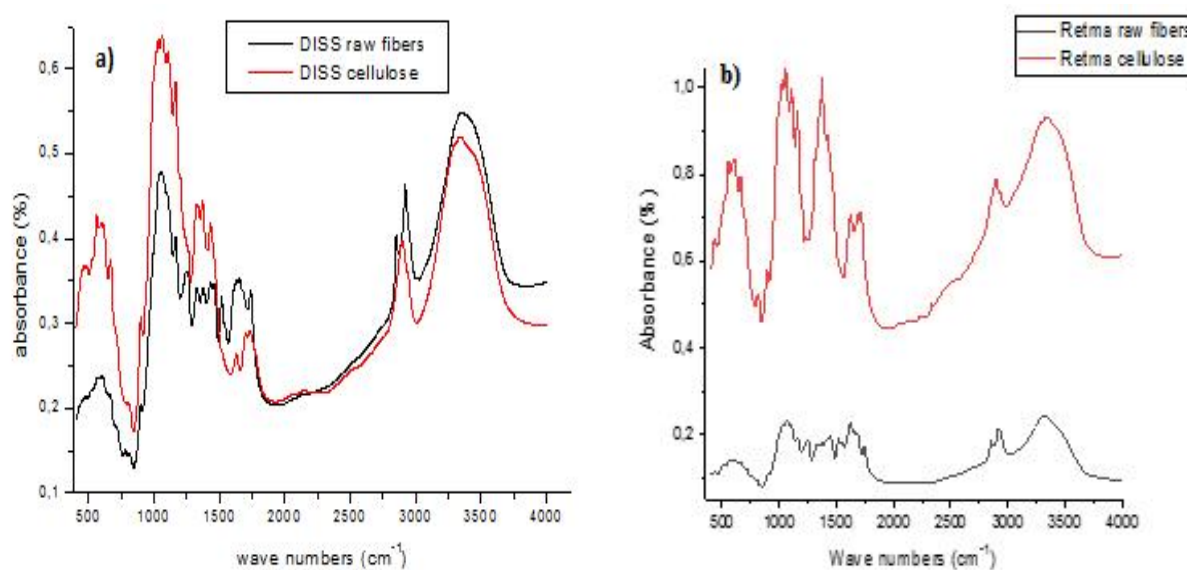 a)
DISS raw fibers
DISS cellulose
absorbance (%)
0,6
0,5
0,4
0,3
0,2
0,1
500 1000 1500 2000 2500 3000 3500 4000
wave numbers (cm⁻¹)
b)
Retma raw fibers
Retma cellulose
Absorbance (%)
1,0
0,8
0,6
0,4
0,2
500 1000 1500 2000 2500 3000 3500 4000
Wave numbers (cm⁻¹)